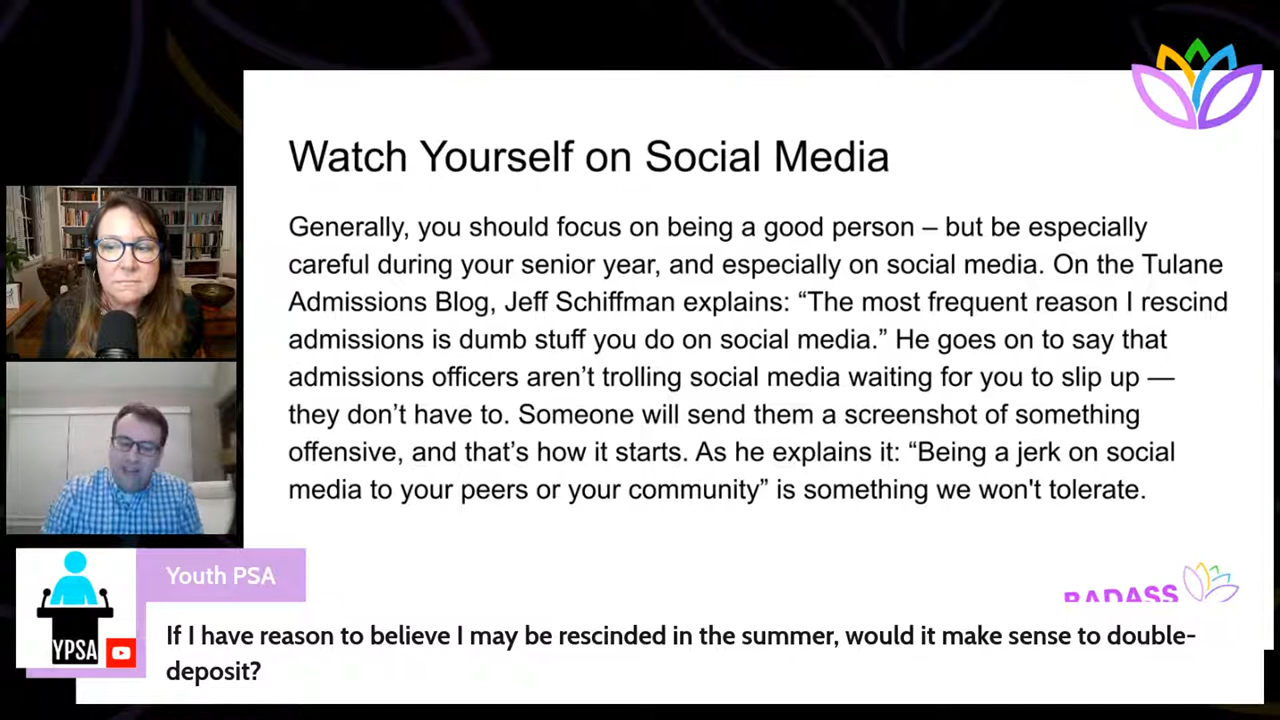 Watch Yourself on Social Media
Generally, you should focus on being a good person – but be especially
careful during your senior year, and especially on social media. On the Tulane
Admissions Blog, Jeff Schiffman explains: “The most frequent reason I rescind
admissions is dumb stuff you do on social media.” He goes on to say that
admissions officers aren’t trolling social media waiting for you to slip up —
they don’t have to. Someone will send them a screenshot of something
offensive, and that’s how it starts. As he explains it: “Being a jerk on social
media to your peers or your community” is something we won't tolerate.
BADASS
YPSA
Youth PSA
If I have reason to believe I may be rescinded in the summer, would it make sense to double-
deposit?